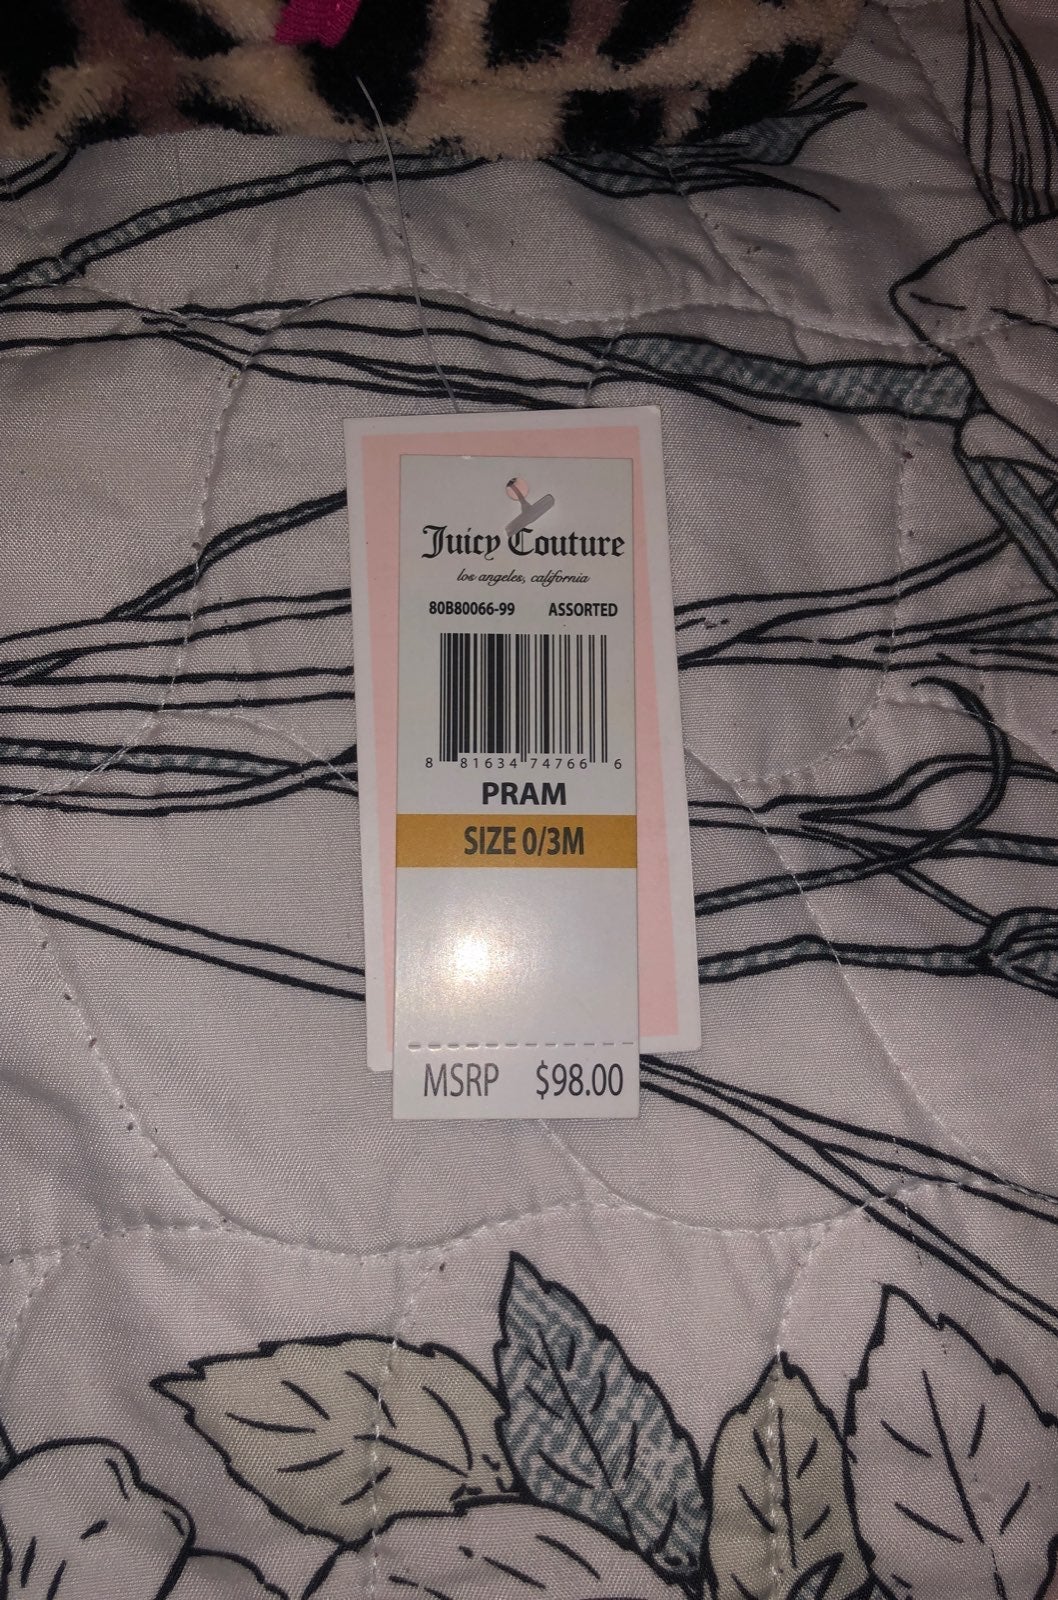 Juicy Couture
los angeles, california
80B80066-99 ASSORTED
8 81634 74766 6
PRAM
SIZE 0/3M
MSRP $98.00